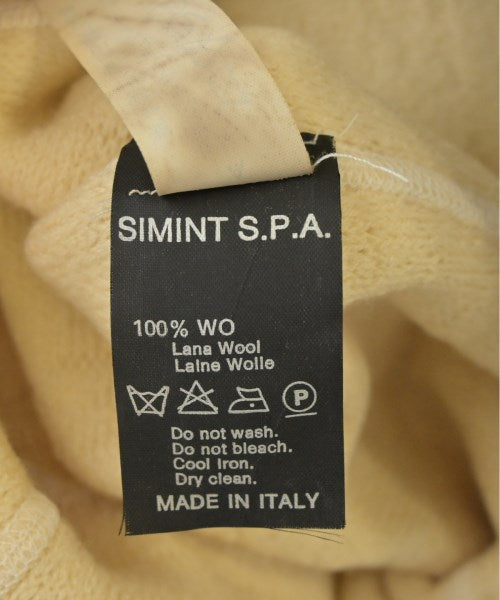 SIMINT S.P.A.
100% WO
Lana Wool
Laine Wolle
P
Do not wash.
Do not bleach.
Cool Iron.
Dry clean.
MADE IN ITALY